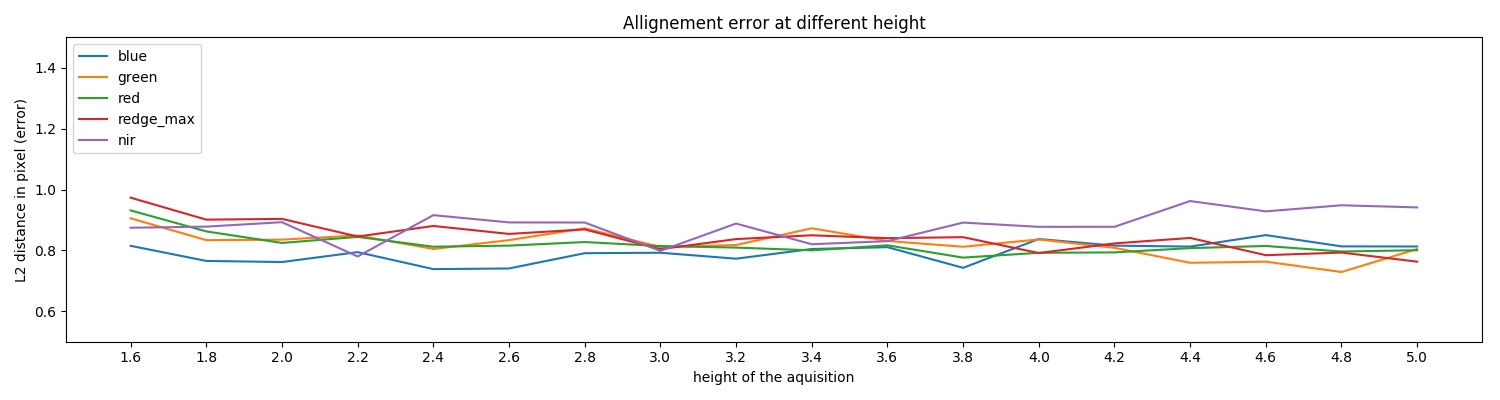 Allignement error at different height
blue
green
red
redge_max
nir
L2 distance in pixel (error)
1.4
1.2
1.0
0.8
0.6
1.6 1.8 2.0 2.2 2.4 2.6 2.8 3.0 3.2 3.4 3.6 3.8 4.0 4.2 4.4 4.6 4.8 5.0
height of the aquisition